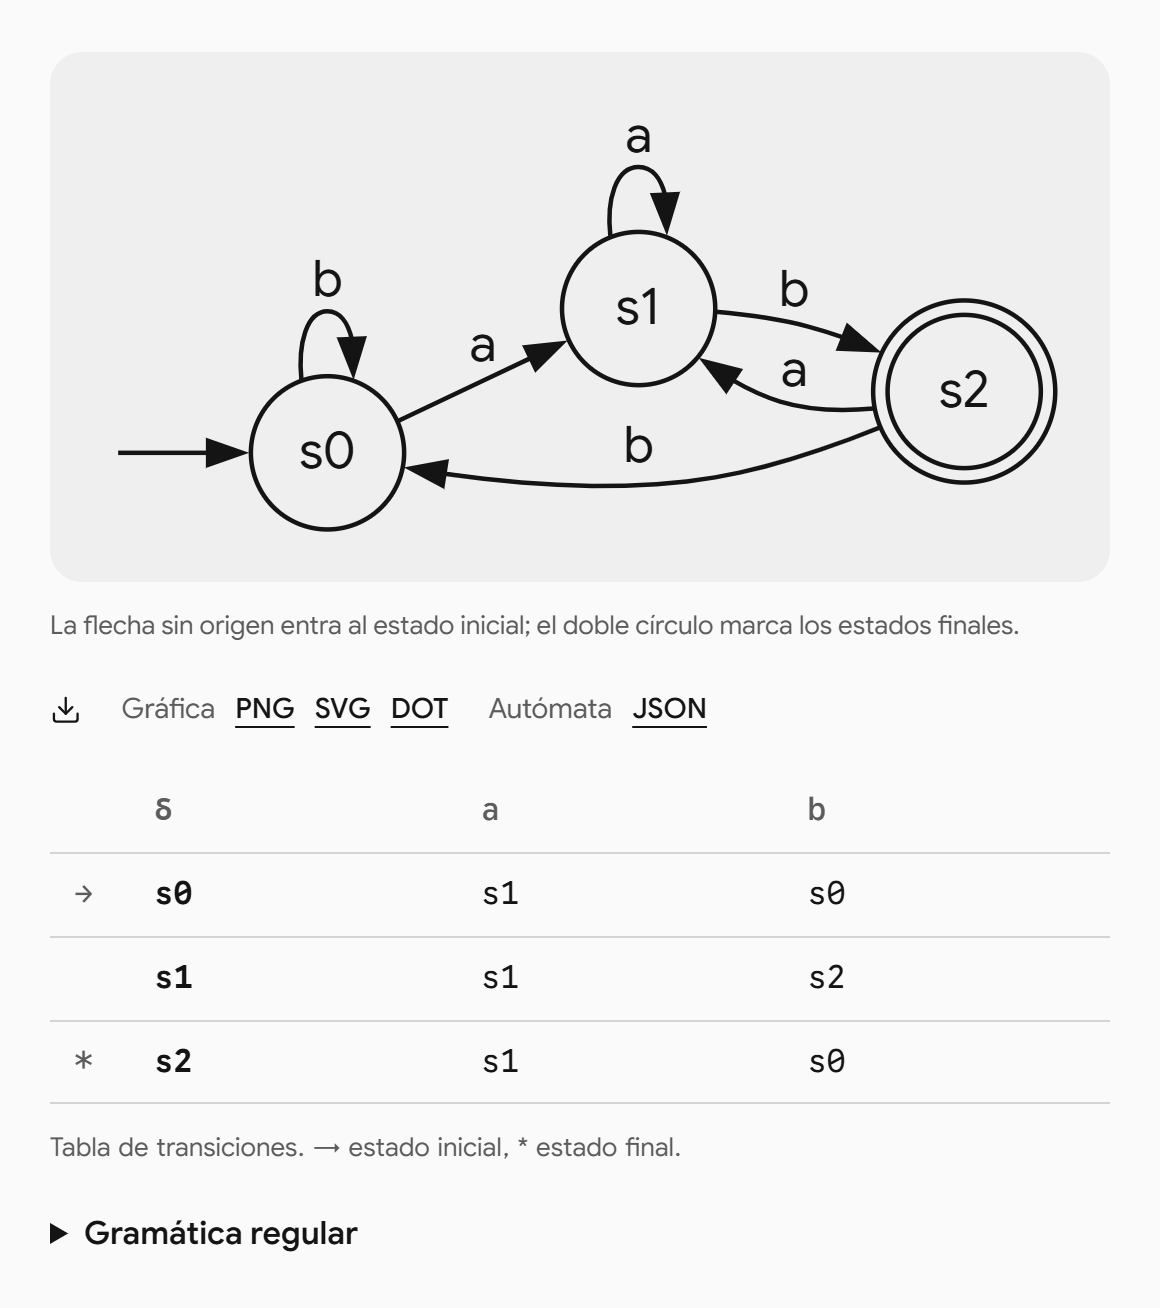 a
b
s1
b
a
s2
a
s0
b
La flecha sin origen entra al estado inicial; el doble círculo marca los estados finales.
Gráfica PNG SVG DOT Autómata JSON
δ a b
→ s0 s1 s0
s1 s1 s2
* s2 s1 s0
Tabla de transiciones. → estado inicial, * estado final.
▶ Gramática regular